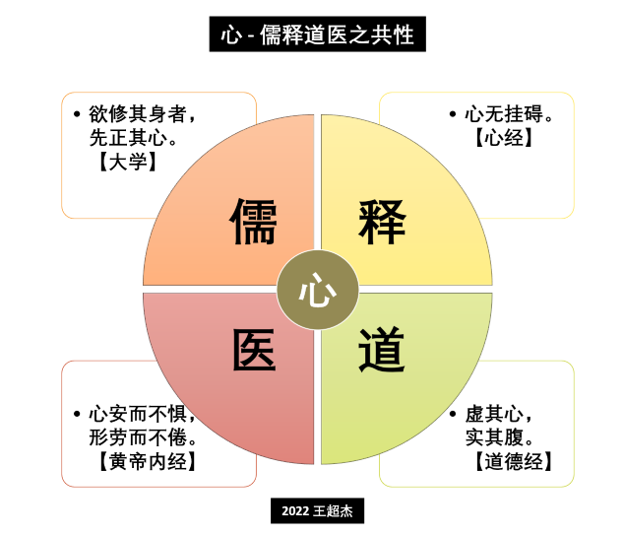 心 - 儒释道医之共性
• 欲修其身者，
先正其心。
【大学】
• 心无挂碍。
【心经】
儒
释
心
医
道
• 心安而不惧，
形劳而不倦。
【黄帝内经】
• 虚其心，
实其腹。
【道德经】
2022 王超杰